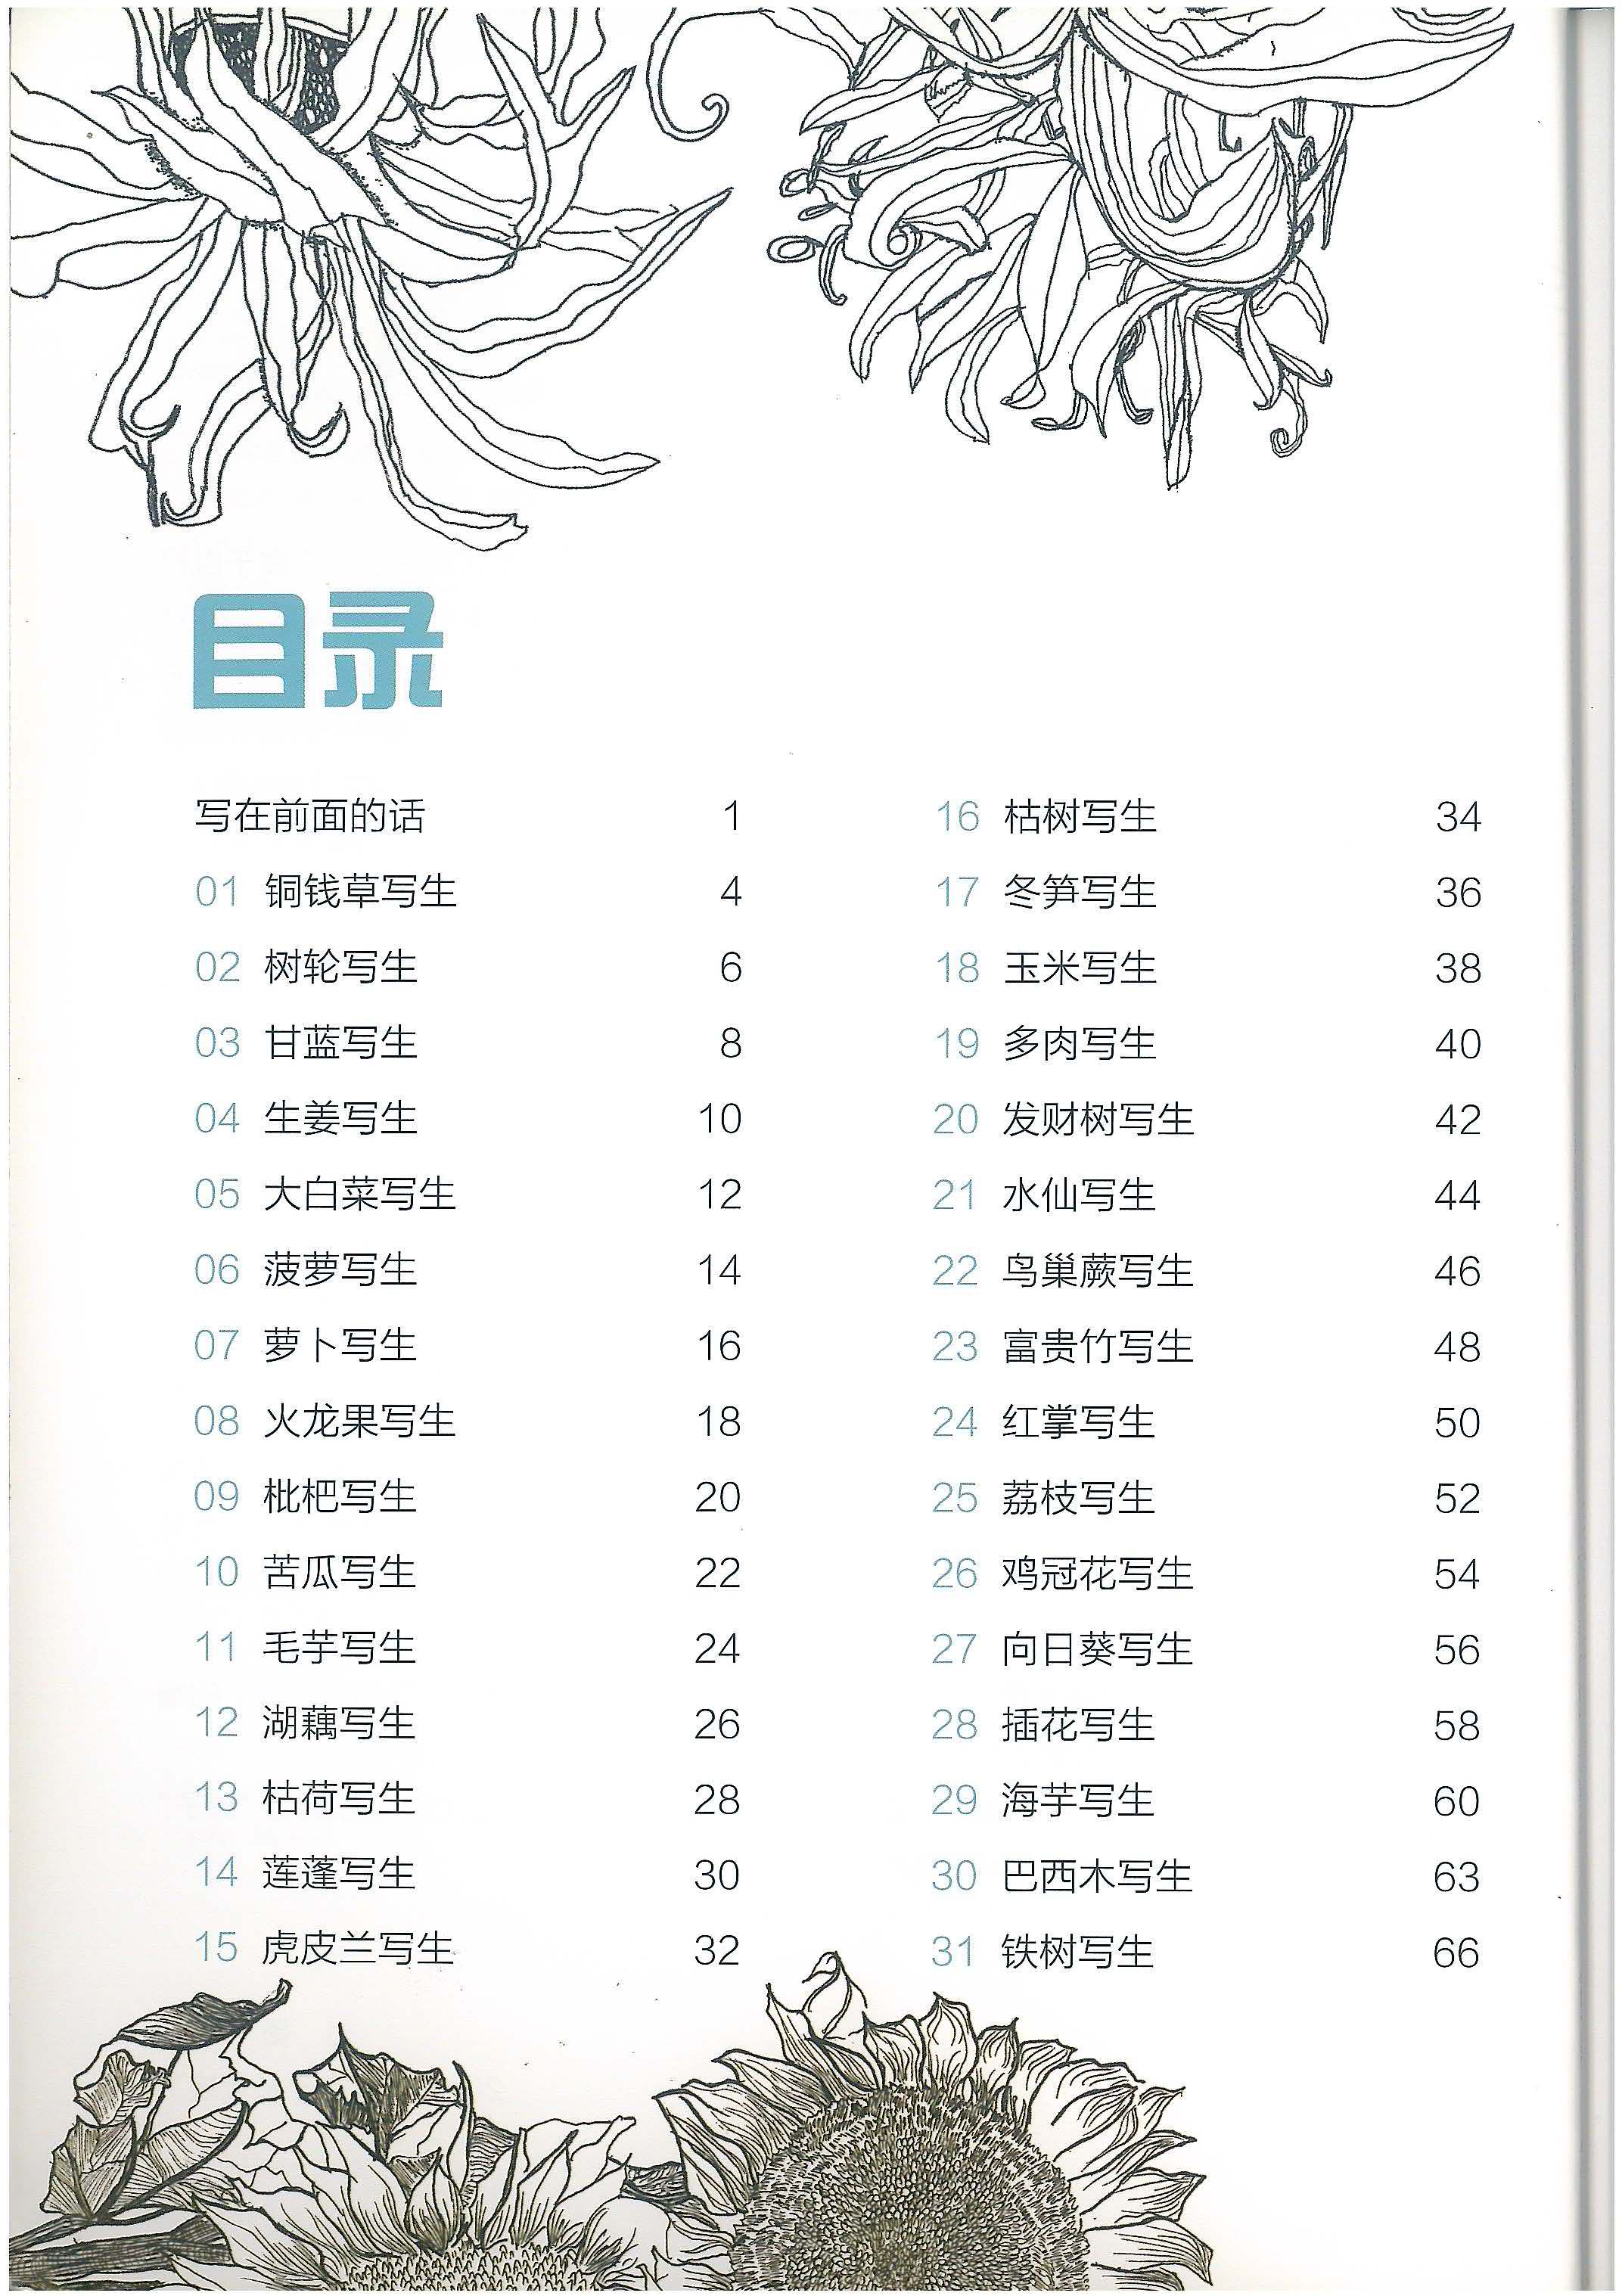 目录
写在前面的话 1
01 铜钱草写生 4
02 树轮写生 6
03 甘蓝写生 8
04 生姜写生 10
05 大白菜写生 12
06 菠萝写生 14
07 萝卜写生 16
08 火龙果写生 18
09 枇杷写生 20
10 苦瓜写生 22
11 毛芋写生 24
12 湖藕写生 26
13 枯荷写生 28
14 莲蓬写生 30
15 虎皮兰写生 32
16 枯树写生 34
17 冬笋写生 36
18 玉米写生 38
19 多肉写生 40
20 发财树写生 42
21 水仙写生 44
22 鸟巢蕨写生 46
23 富贵竹写生 48
24 红掌写生 50
25 荔枝写生 52
26 鸡冠花写生 54
27 向日葵写生 56
28 插花写生 58
29 海芋写生 60
30 巴西木写生 63
31 铁树写生 66